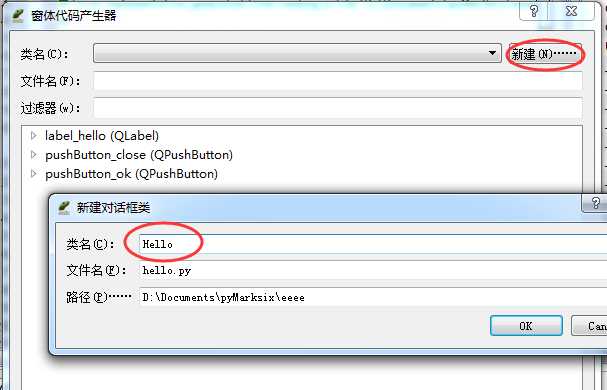 窗体代码产生器
?
类名(C):
新建(N)……
文件名(F):
过滤器(w):
label_hello (QLabel)
pushButton_close (QPushButton)
pushButton_ok (QPushButton)
新建对话框类
?
类名(C):
Hello
文件名(F):
hello.py
路径(P)……
D:\Documents\pyMarksix\eeee
OK
Can